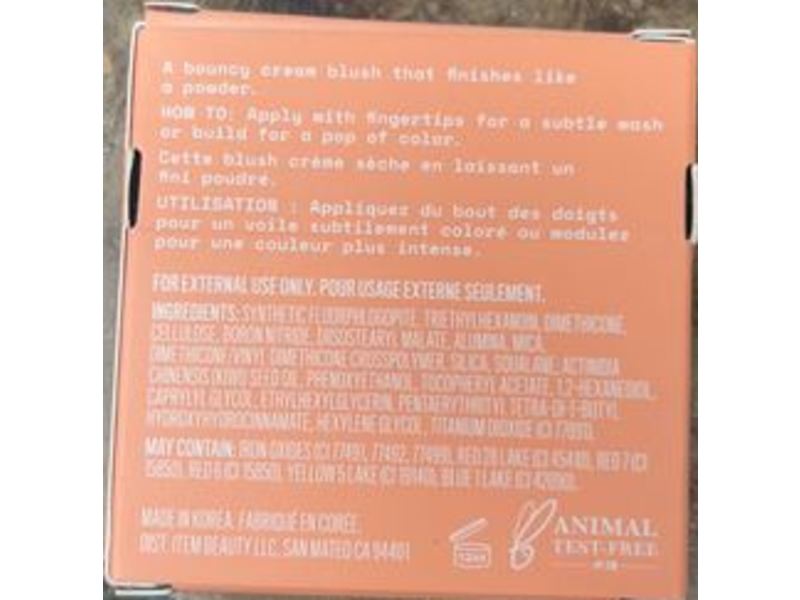 A bouncy cream blush that finishes like
a powder.
HOW TO: Apply with fingertips for a subtle wash
or build for a pop of color.
Cette blush crème sèche en laissant un
fini poudré.
UTILISATION : Appliquez du bout des doigts
pour un voile subtilement coloré ou modulez
pour une couleur plus intense.
FOR EXTERNAL USE ONLY. POUR USAGE EXTERNE SEULEMENT.
INGREDIENTS: SYNTHETIC FLUORPHLOGOPITE, TRIETHYLHEXANOIN, DIMETHICONE,
CELLULOSE, BORON NITRIDE, DIISOSTEARYL MALATE, ALUMINA, MICA,
DIMETHICONE/VINYL DIMETHICONE CROSSPOLYMER, SILICA, SQUALANE, ACTINIDIA
CHINENSIS (KIWI) SEED OIL, PHENOXYETHANOL, TOCOPHERYL ACETATE, 1,2-HEXANEDIOL,
CAPRYLYL GLYCOL, ETHYLHEXYLGLYCERIN, PENTAERYTHRITYL TETRA-DI-T-BUTYL
HYDROXYHYDROCINNAMATE, HEXYLENE GLYCOL, TITANIUM DIOXIDE (CI 77891).
MAY CONTAIN: IRON OXIDES (CI 77491, 77492, 77499), RED 28 LAKE (CI 45410), RED 7 (CI
15850), RED 6 (CI 15850), YELLOW 5 LAKE (CI 19140), BLUE 1 LAKE (CI 42090).
MADE IN KOREA. FABRIQUÉ EN CORÉE.
DIST. ITEM BEAUTY, LLC. SAN MATEO CA 94401
12M
ANIMAL
TEST-FREE